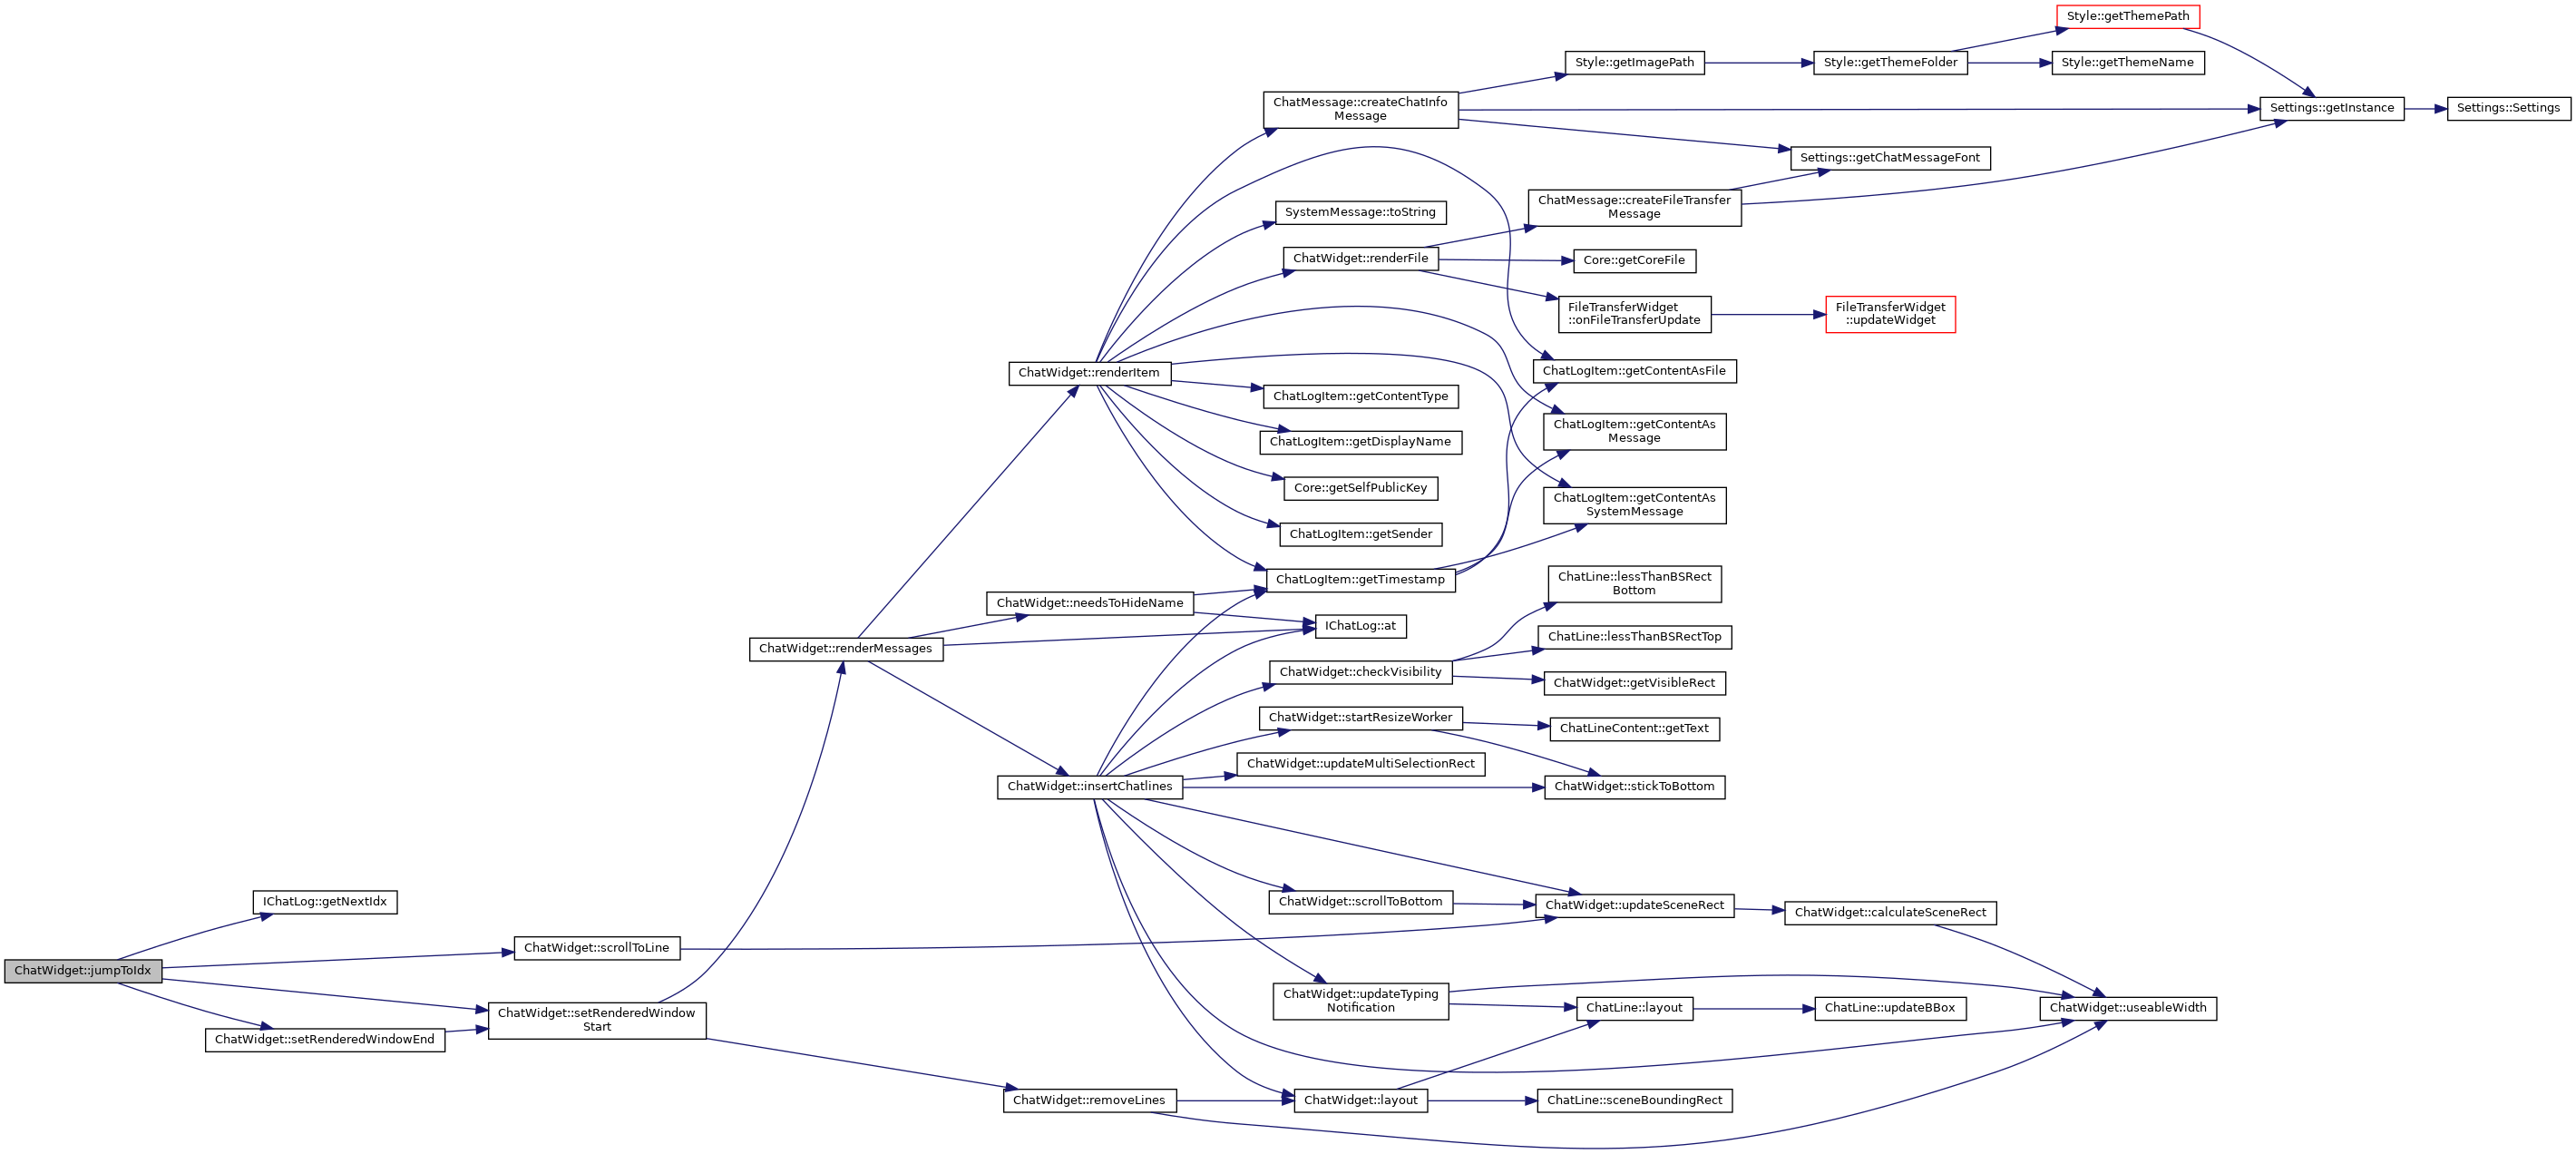 Style::getThemePath
Style::getImagePath
Style::getThemeFolder
Style::getThemeName
ChatMessage::createChatInfo
Message
Settings::getInstance
Settings::Settings
Settings::getChatMessageFont
ChatMessage::createFileTransfer
Message
SystemMessage::toString
ChatWidget::renderFile
Core::getCoreFile
FileTransferWidget
::onFileTransferUpdate
FileTransferWidget
::updateWidget
ChatWidget::renderItem
ChatLogItem::getContentAsFile
ChatLogItem::getContentType
ChatLogItem::getContentAs
Message
ChatLogItem::getDisplayName
Core::getSelfPublicKey
ChatLogItem::getContentAs
SystemMessage
ChatLogItem::getSender
ChatLogItem::getTimestamp
ChatLine::lessThanBSRect
Bottom
ChatWidget::needsToHideName
IChatLog::at
ChatLine::lessThanBSRectTop
ChatWidget::renderMessages
ChatWidget::checkVisibility
ChatWidget::getVisibleRect
ChatWidget::startResizeWorker
ChatLineContent::getText
ChatWidget::updateMultiSelectionRect
ChatWidget::insertChatlines
ChatWidget::stickToBottom
IChatLog::getNextIdx
ChatWidget::scrollToBottom
ChatWidget::updateSceneRect
ChatWidget::calculateSceneRect
ChatWidget::scrollToLine
ChatWidget::jumpToIdx
ChatWidget::updateTyping
Notification
ChatLine::layout
ChatLine::updateBBox
ChatWidget::useableWidth
ChatWidget::setRenderedWindow
Start
ChatWidget::setRenderedWindowEnd
ChatWidget::removeLines
ChatWidget::layout
ChatLine::sceneBoundingRect